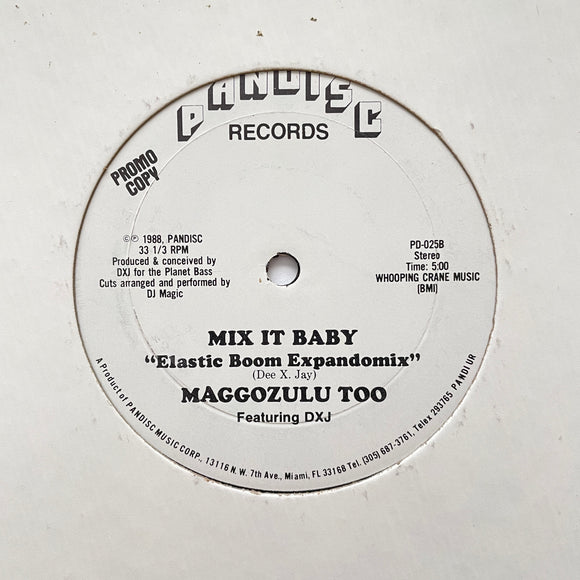 PANDISC
RECORDS
PROMO
COPY
©℗ 1988, PANDISC
33 1/3 RPM
Produced & conceived by
DXJ for the Planet Bass
Cuts arranged and performed by
DJ Magic
PD-025B
Stereo
Time: 5:00
WHOOPING CRANE MUSIC
(BMI)
MIX IT BABY
“Elastic Boom Expandomix”
(Dee X. Jay)
MAGGOZULU TOO
Featuring DXJ
A Product of PANDISC MUSIC CORP., 13116 N.W. 7th Ave., Miami, FL 33168 Tel. (305) 687-3761, Telex 293765 PANDI UR